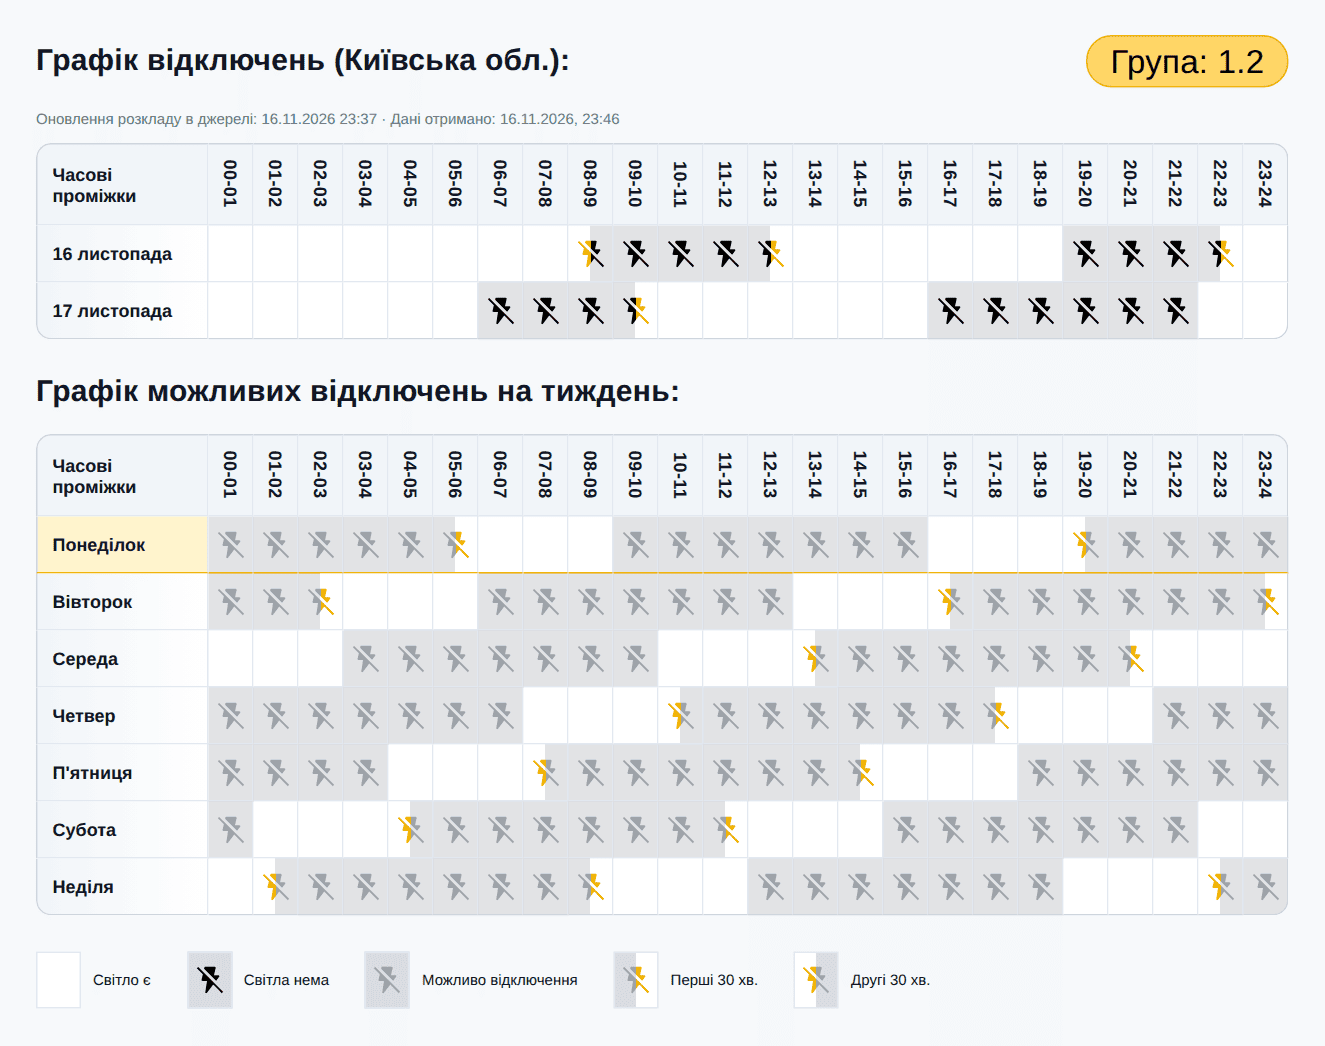 Графік відключень (Київська обл.):
Група: 1.2
Оновлення розкладу в джерелі: 16.11.2026 23:37 · Дані отримано: 16.11.2026, 23:46
Часові
проміжки
00-01 01-02 02-03 03-04 04-05 05-06 06-07 07-08 08-09 09-10 10-11 11-12 12-13 13-14 14-15 15-16 16-17 17-18 18-19 19-20 20-21 21-22 22-23 23-24
16 листопада
17 листопада
Графік можливих відключень на тиждень:
Часові
проміжки
00-01 01-02 02-03 03-04 04-05 05-06 06-07 07-08 08-09 09-10 10-11 11-12 12-13 13-14 14-15 15-16 16-17 17-18 18-19 19-20 20-21 21-22 22-23 23-24
Понеділок
Вівторок
Середа
Четвер
П'ятниця
Субота
Неділя
Світло є
Світла нема
Можливо відключення
Перші 30 хв.
Другі 30 хв.